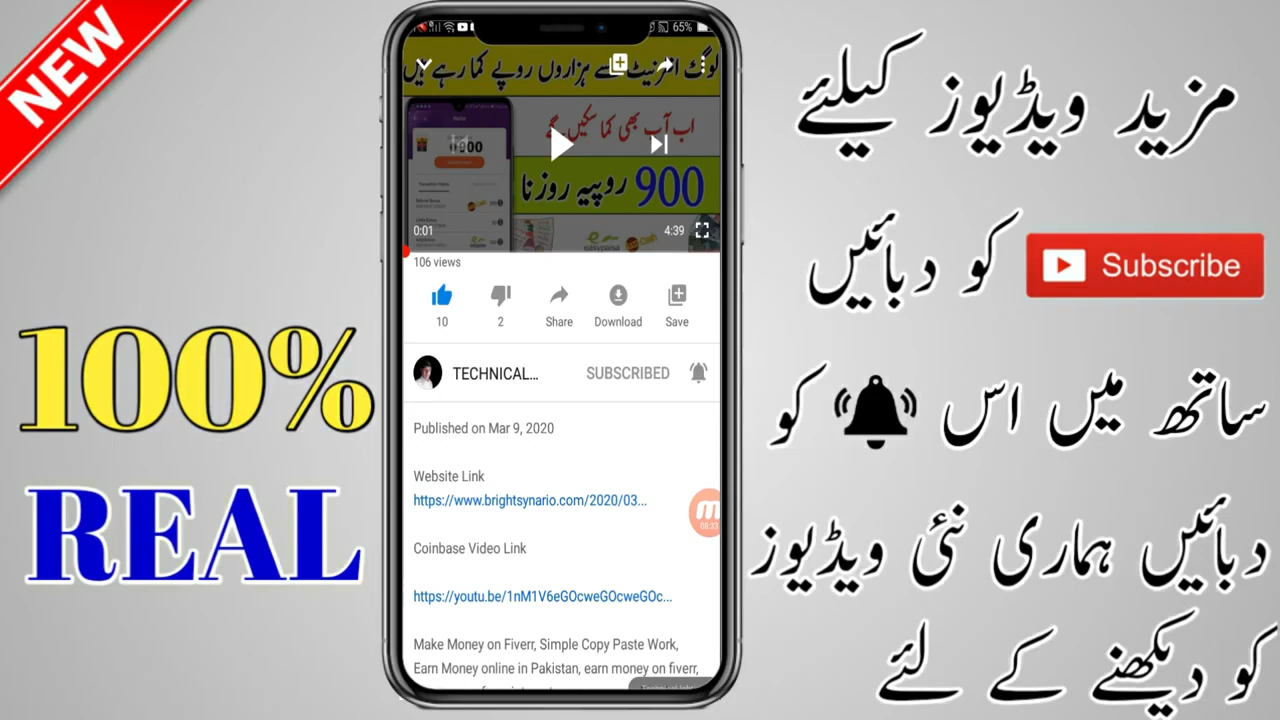 NEW
100%
REAL
65%
لوگ انٹرنیٹ سے ہزاروں روپے کما رہے ہیں
اب آپ بھی کما سکیں گے
900 روپیہ روزنا
0:01
4:39
106 views
10
2
Share
Download
Save
TECHNICAL...
SUBSCRIBED
Published on Mar 9, 2020
Website Link
https://www.brightsynario.com/2020/03...
Coinbase Video Link
https://youtu.be/1nM1V6eGOcweGOcweGOc...
Make Money on Fiverr, Simple Copy Paste Work,
Earn Money online in Pakistan, earn money on fiverr,
08:33
مزید ویڈیوز کیلئے
Subscribe کو دبائیں
ساتھ میں اس کو
دبائیں ہماری نئی ویڈیوز
کو دیکھنے کے لئے